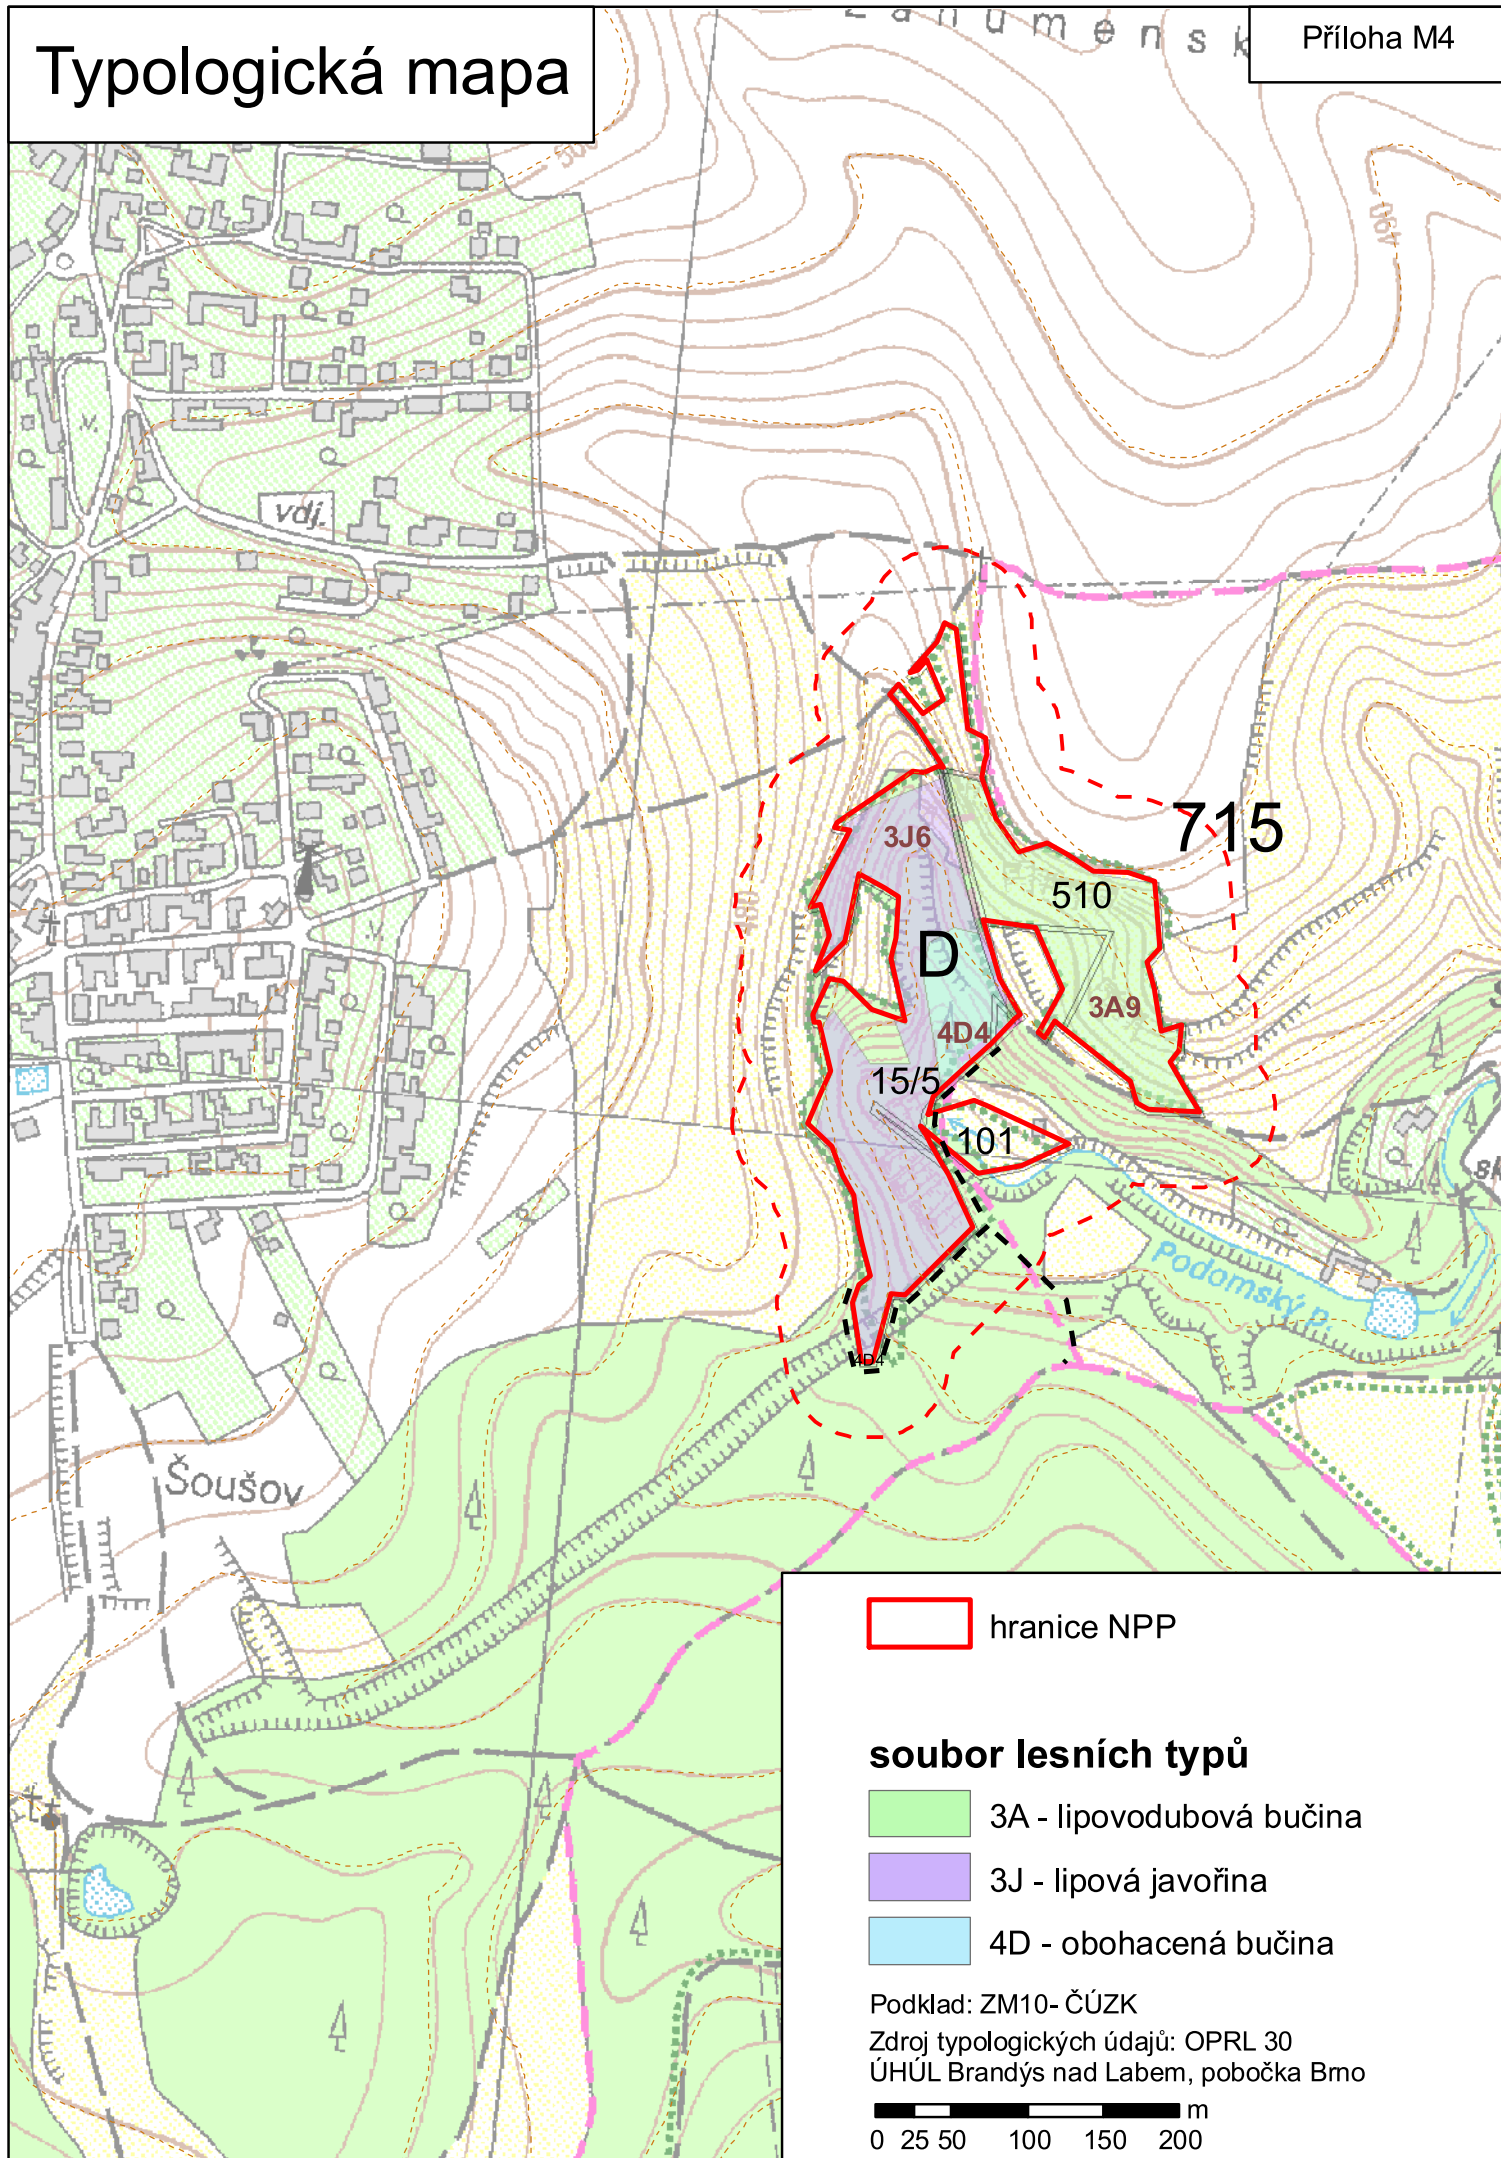 Typologická mapa
Příloha M4
490
vdj.
715
3J6
510
D
3A9
4D4
15/5
101
Podomský p.
4D4
Šoušov
hranice NPP
soubor lesních typů
3A - lipovodubová bučina
3J - lipová javořina
4D - obohacená bučina
Podklad: ZM10- ČÚZK
Zdroj typologických údajů: OPRL 30
ÚHÚL Brandýs nad Labem, pobočka Brno
m
0 25 50 100 150 200